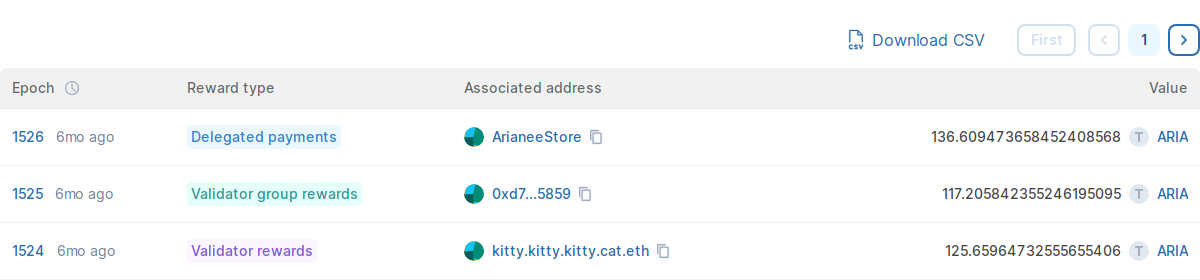 Download CSV First 1
Epoch Reward type Associated address Value
1526 6mo ago Delegated payments ArianeeStore 136.609473658452408568 T ARIA
1525 6mo ago Validator group rewards 0xd7...5859 117.205842355246195095 T ARIA
1524 6mo ago Validator rewards kitty.kitty.kitty.cat.eth 125.65964732555655406 T ARIA